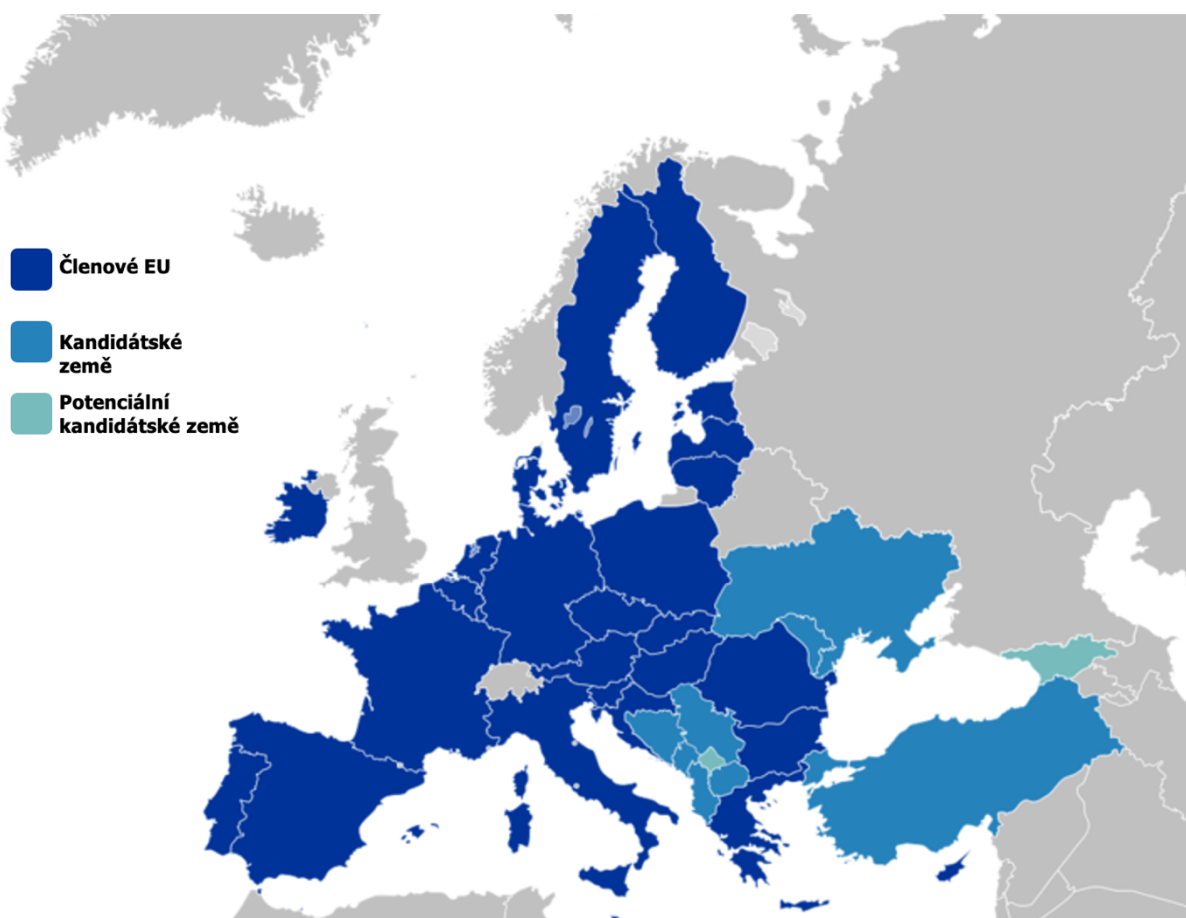 Členové EU
Kandidátské
země
Potenciální
kandidátské země